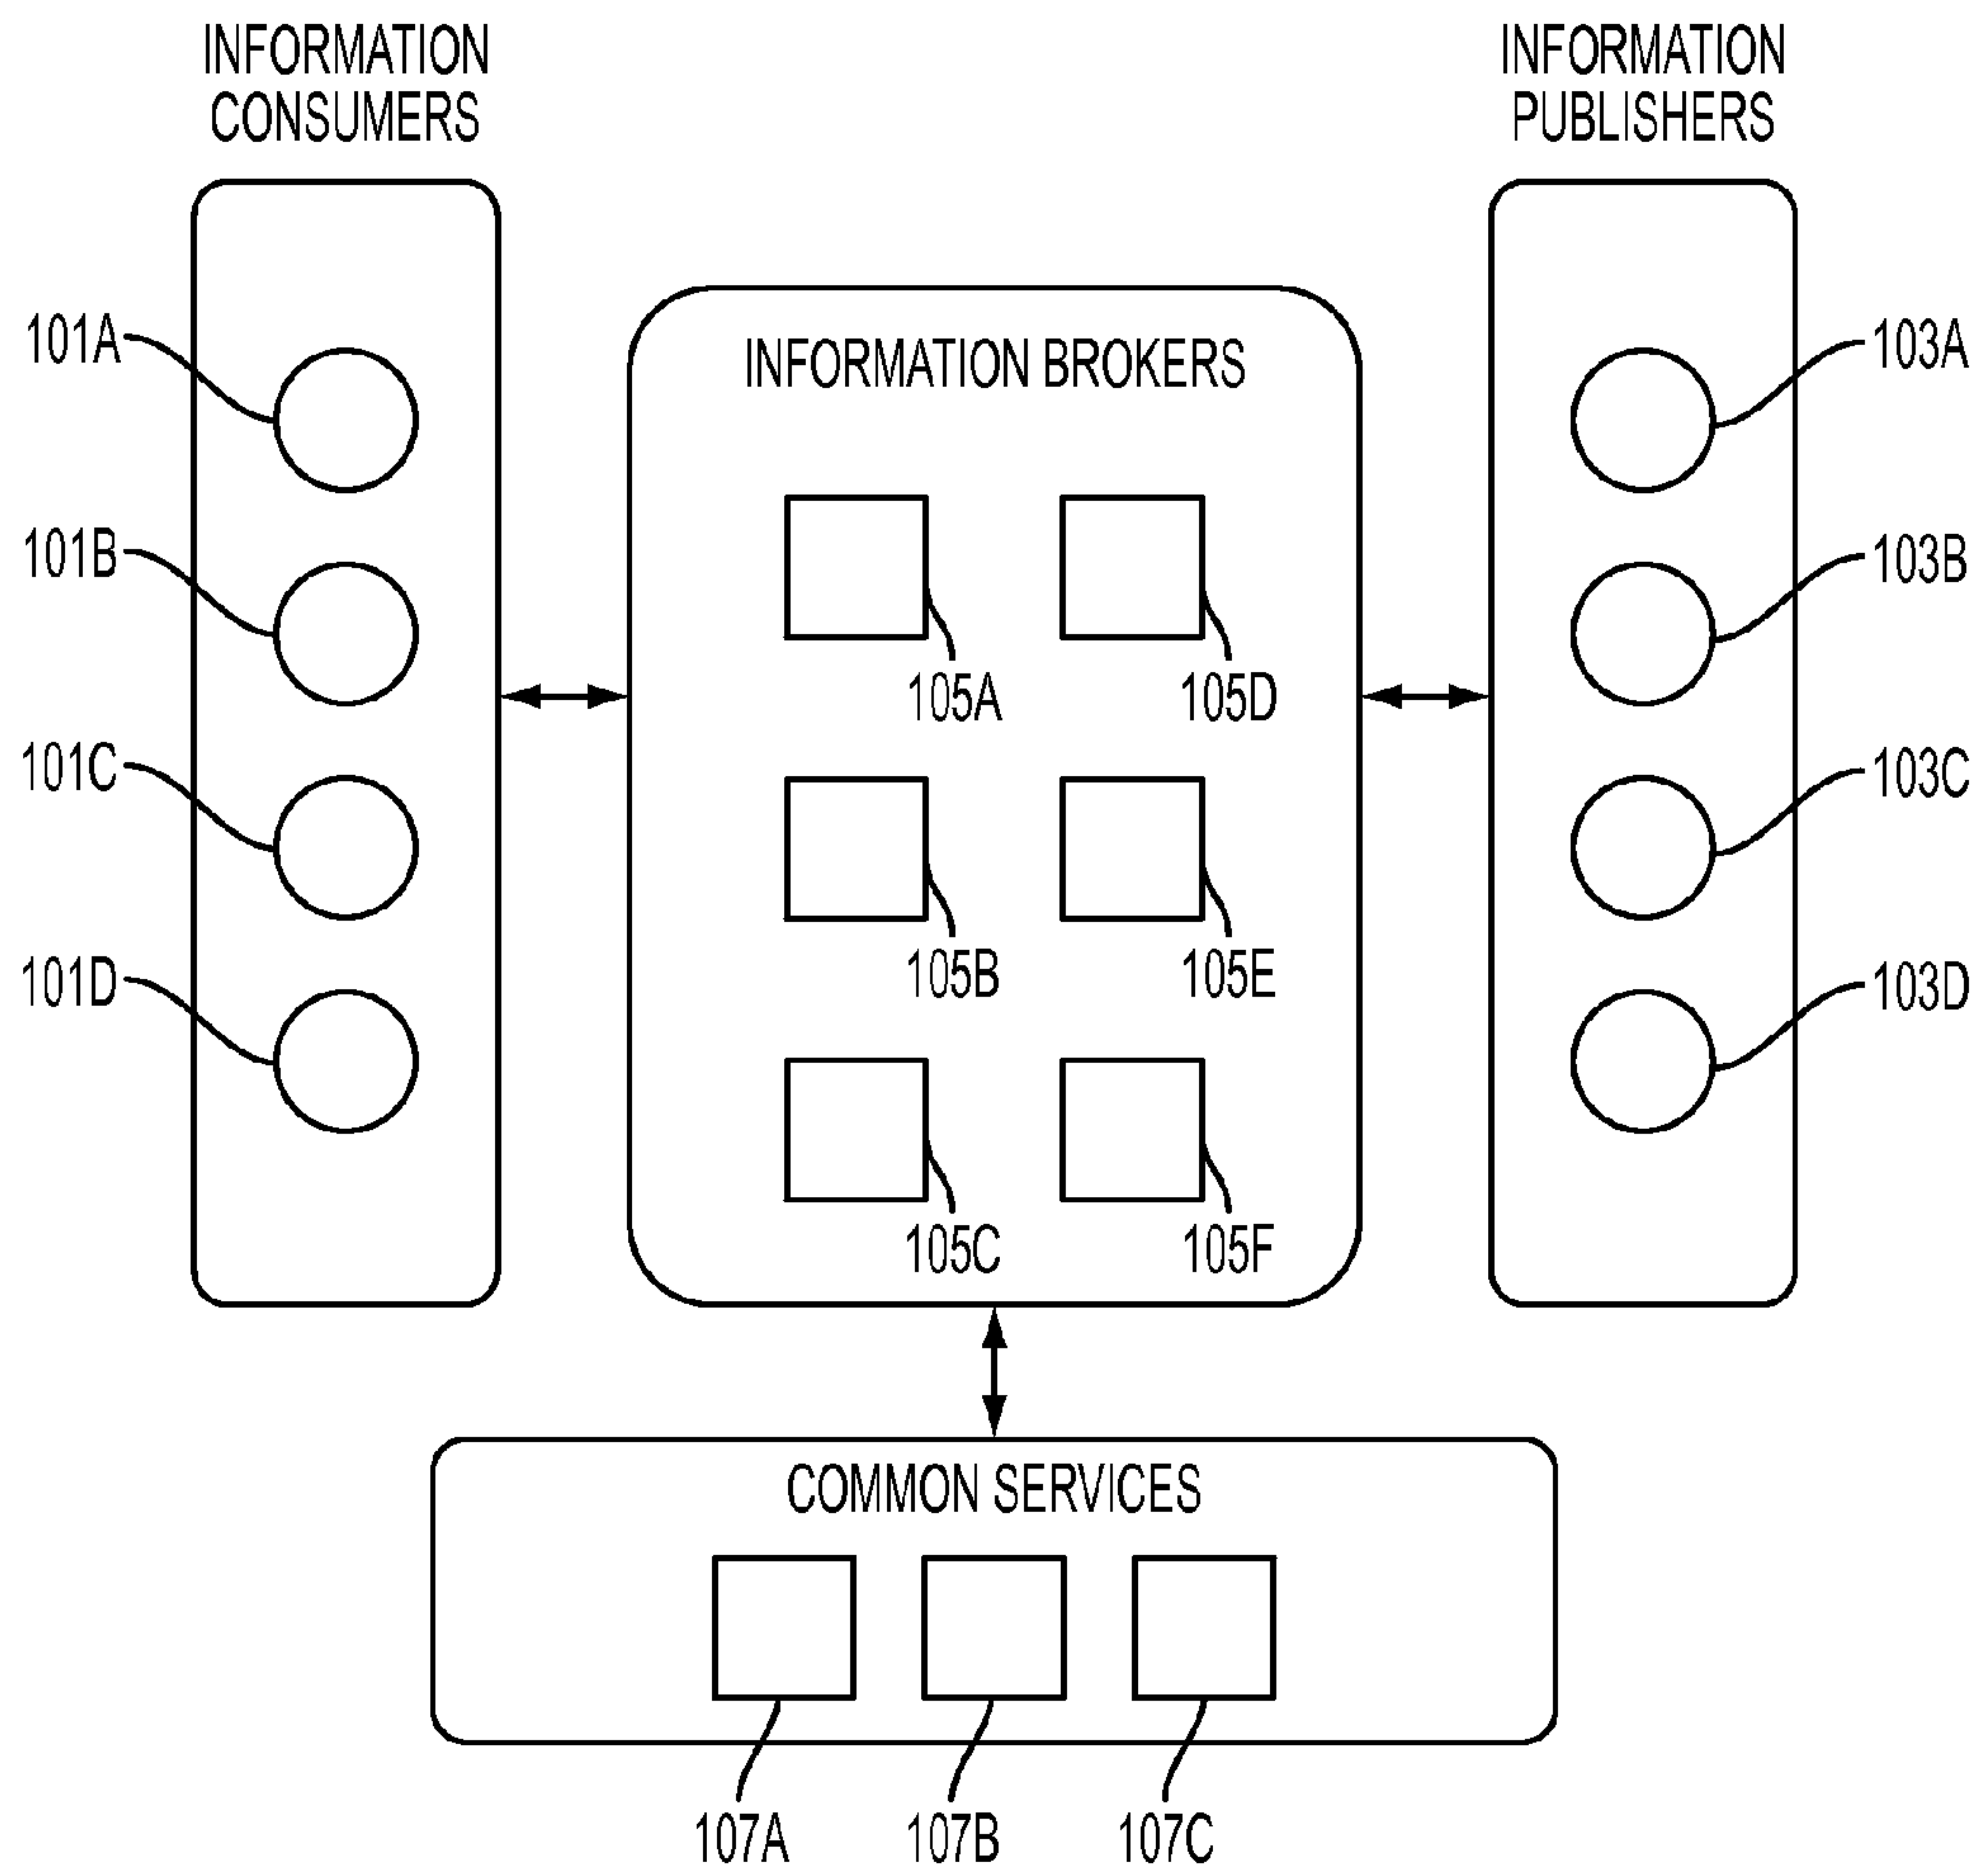 INFORMATION
CONSUMERS
INFORMATION
PUBLISHERS
101A
101B
101C
101D
INFORMATION BROKERS
105A
105D
105B
105E
105C
105F
103A
103B
103C
103D
COMMON SERVICES
107A
107B
107C